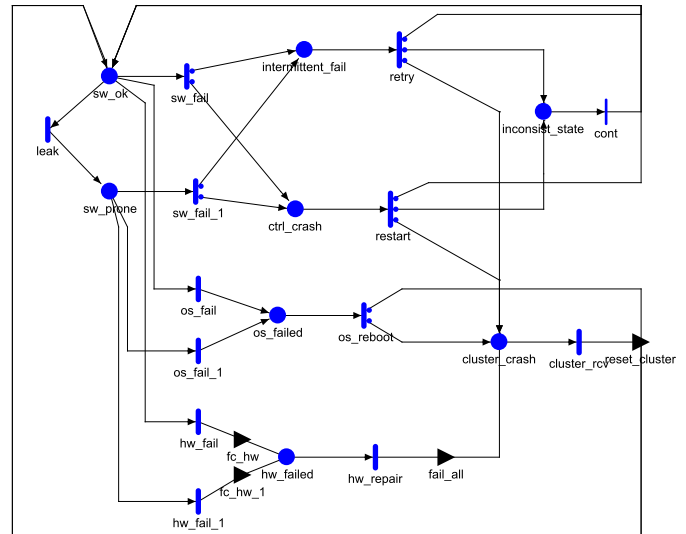 intermittent_fail
retry
sw_ok
sw_fail
inconsist_state
cont
leak
sw_prone
sw_fail_1
ctrl_crash
restart
os_fail
os_failed
os_reboot
cluster_crash
cluster_rcv
reset_cluster
os_fail_1
hw_fail
fc_hw
hw_failed
hw_repair
fail_all
fc_hw_1
hw_fail_1